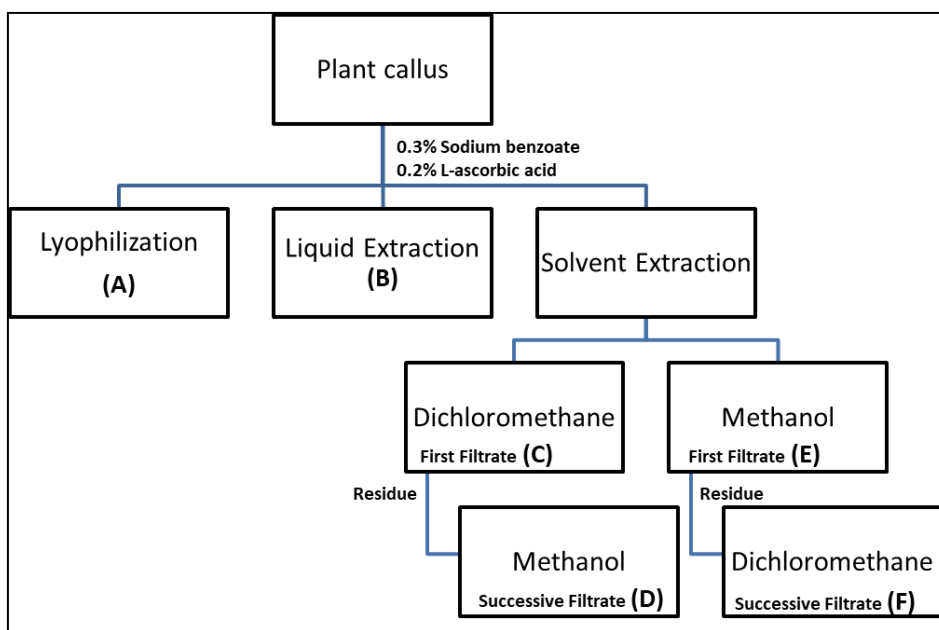 Plant callus
0.3% Sodium benzoate
0.2% L-ascorbic acid
Lyophilization
(A)
Liquid Extraction
(B)
Solvent Extraction
Dichloromethane
First Filtrate (C)
Methanol
First Filtrate (E)
Residue
Residue
Methanol
Successive Filtrate (D)
Dichloromethane
Successive Filtrate (F)